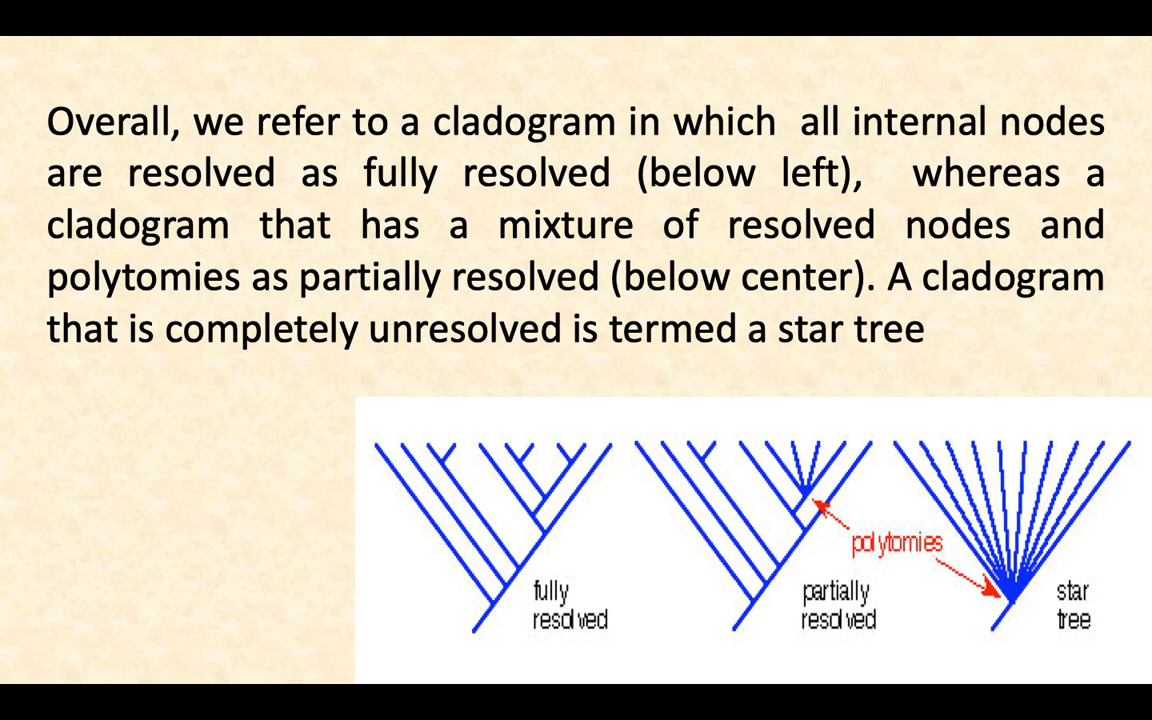 Overall, we refer to a cladogram in which all internal nodes
are resolved as fully resolved (below left), whereas a
cladogram that has a mixture of resolved nodes and
polytomies as partially resolved (below center). A cladogram
that is completely unresolved is termed a star tree
polytomies
fully
resolved
partially
resolved
star
tree